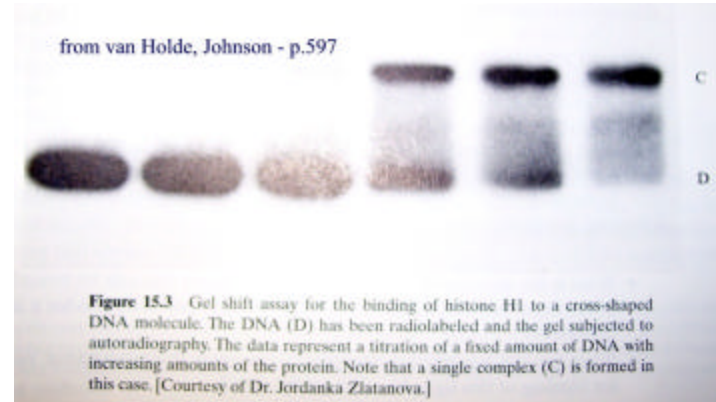 from van Holde, Johnson - p.597
C
D
Figure 15.3 Gel shift assay for the binding of histone H1 to a cross-shaped
DNA molecule. The DNA (D) has been radiolabeled and the gel subjected to
autoradiography. The data represent a titration of a fixed amount of DNA with
increasing amounts of the protein. Note that a single complex (C) is formed in
this case. [Courtesy of Dr. Jordanka Zlatanova.]